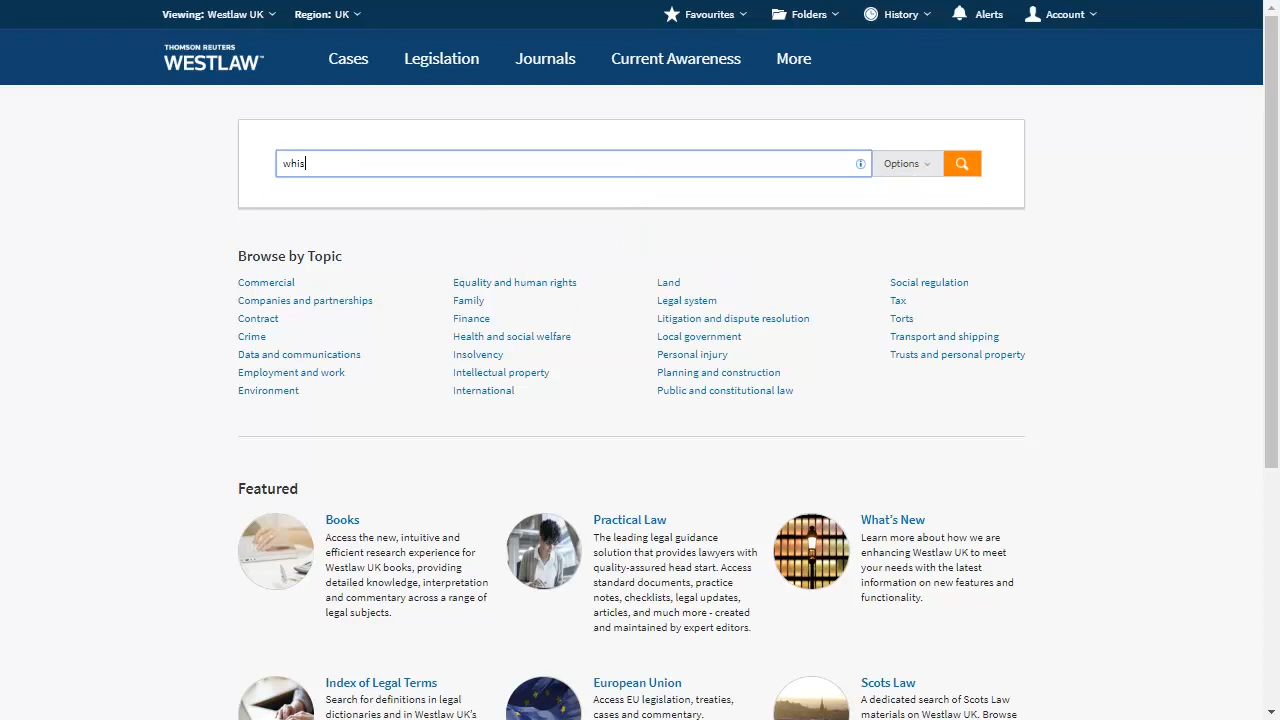 Viewing: Westlaw UK Region: UK Favourites Folders History Alerts Account
THOMSON REUTERS
WESTLAW™ Cases Legislation Journals Current Awareness More
whis Options
Browse by Topic
Commercial Equality and human rights Land Social regulation
Companies and partnerships Family Legal system Tax
Contract Finance Litigation and dispute resolution Torts
Crime Health and social welfare Local government Transport and shipping
Data and communications Insolvency Personal injury Trusts and personal property
Employment and work Intellectual property Planning and construction
Environment International Public and constitutional law
Featured
Books
Access the new, intuitive and
efficient research experience for
Westlaw UK books, providing
detailed knowledge, interpretation
and commentary across a range of
legal subjects.
Practical Law
The leading legal guidance
solution that provides lawyers with
quality-assured head start. Access
standard documents, practice
notes, checklists, legal updates,
articles, and much more - created
and maintained by expert editors.
What's New
Learn more about how we are
enhancing Westlaw UK to meet
your needs with the latest
information on new features and
functionality.
Index of Legal Terms
Search for definitions in legal
dictionaries and in Westlaw UK's
European Union
Access EU legislation, treaties,
cases and commentary.
Scots Law
A dedicated search of Scots Law
materials on Westlaw UK. Browse